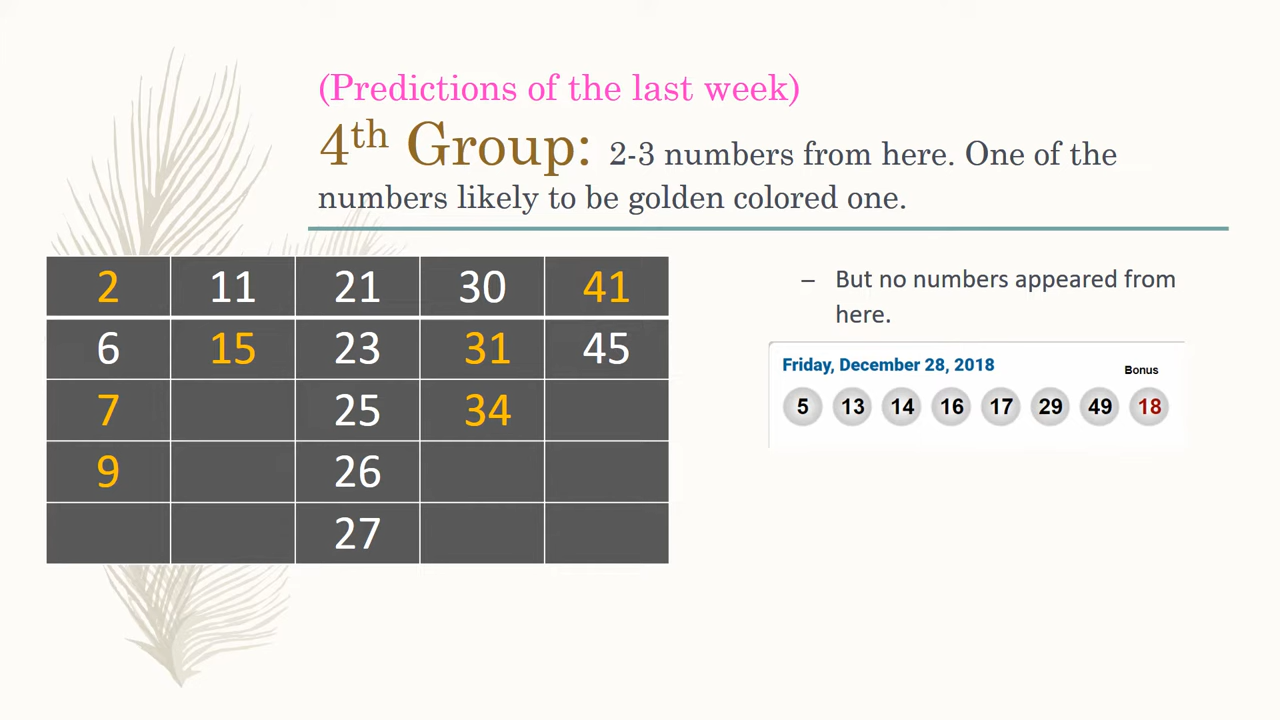 (Predictions of the last week)
4th Group: 2-3 numbers from here. One of the
numbers likely to be golden colored one.
2 11 21 30 41
6 15 23 31 45
7 25 34
9 26
27
– But no numbers appeared from
here.
Friday, December 28, 2018
Bonus
5 13 14 16 17 29 49 18